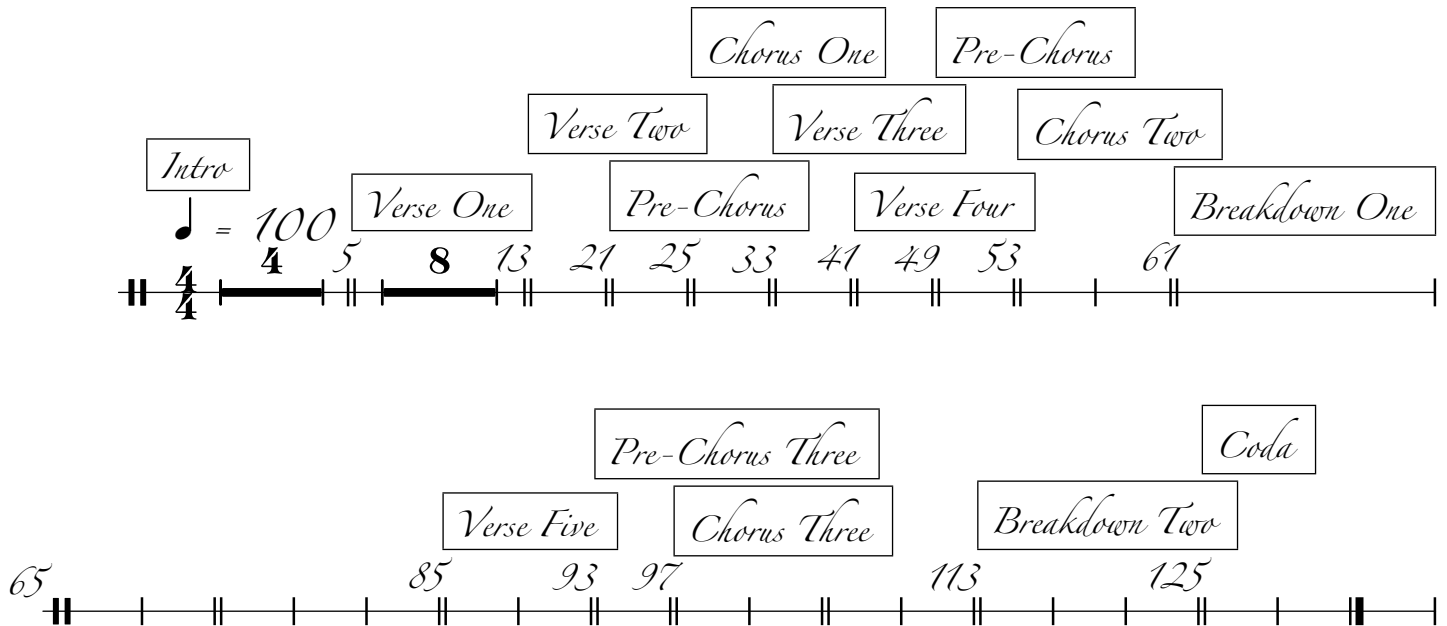 Chorus One Pre-Chorus
Verse Two Verse Three Chorus Two
Intro Verse One Pre-Chorus Verse Four Breakdown One
= 100
4 5 8 13 21 25 33 41 49 53 61
4
4
Coda
Pre-Chorus Three
Verse Five Chorus Three Breakdown Two
65 85 93 97 113 125